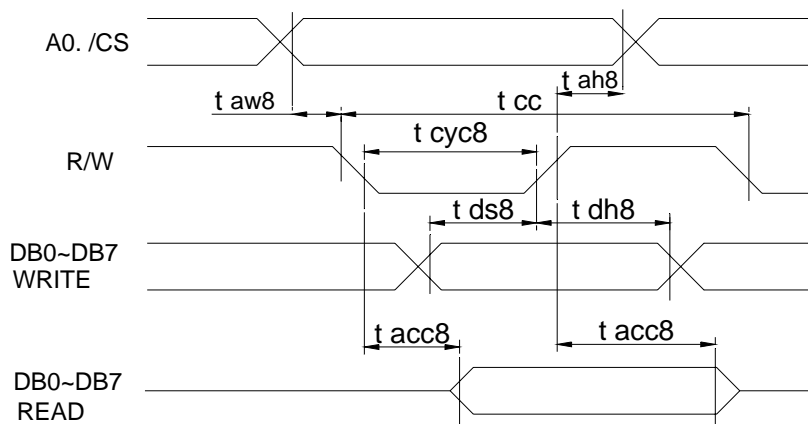 A0. /CS
t ah8
t aw8
t cc
t cyc8
R/W
t ds8
t dh8
DB0~DB7
WRITE
t acc8
t acc8
DB0~DB7
READ